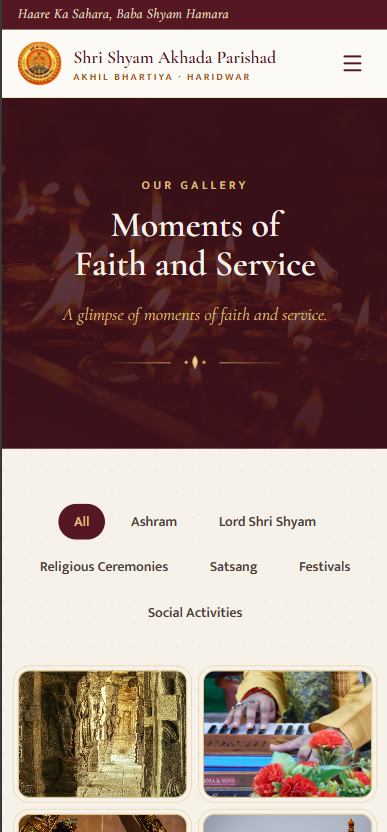 Haare Ka Sahara, Baba Shyam Hamara
Shri Shyam Akhada Parishad
AKHIL BHARTIYA · HARIDWAR
OUR GALLERY
Moments of
Faith and Service
A glimpse of moments of faith and service.
All Ashram Lord Shri Shyam
Religious Ceremonies Satsang Festivals
Social Activities
& SONS